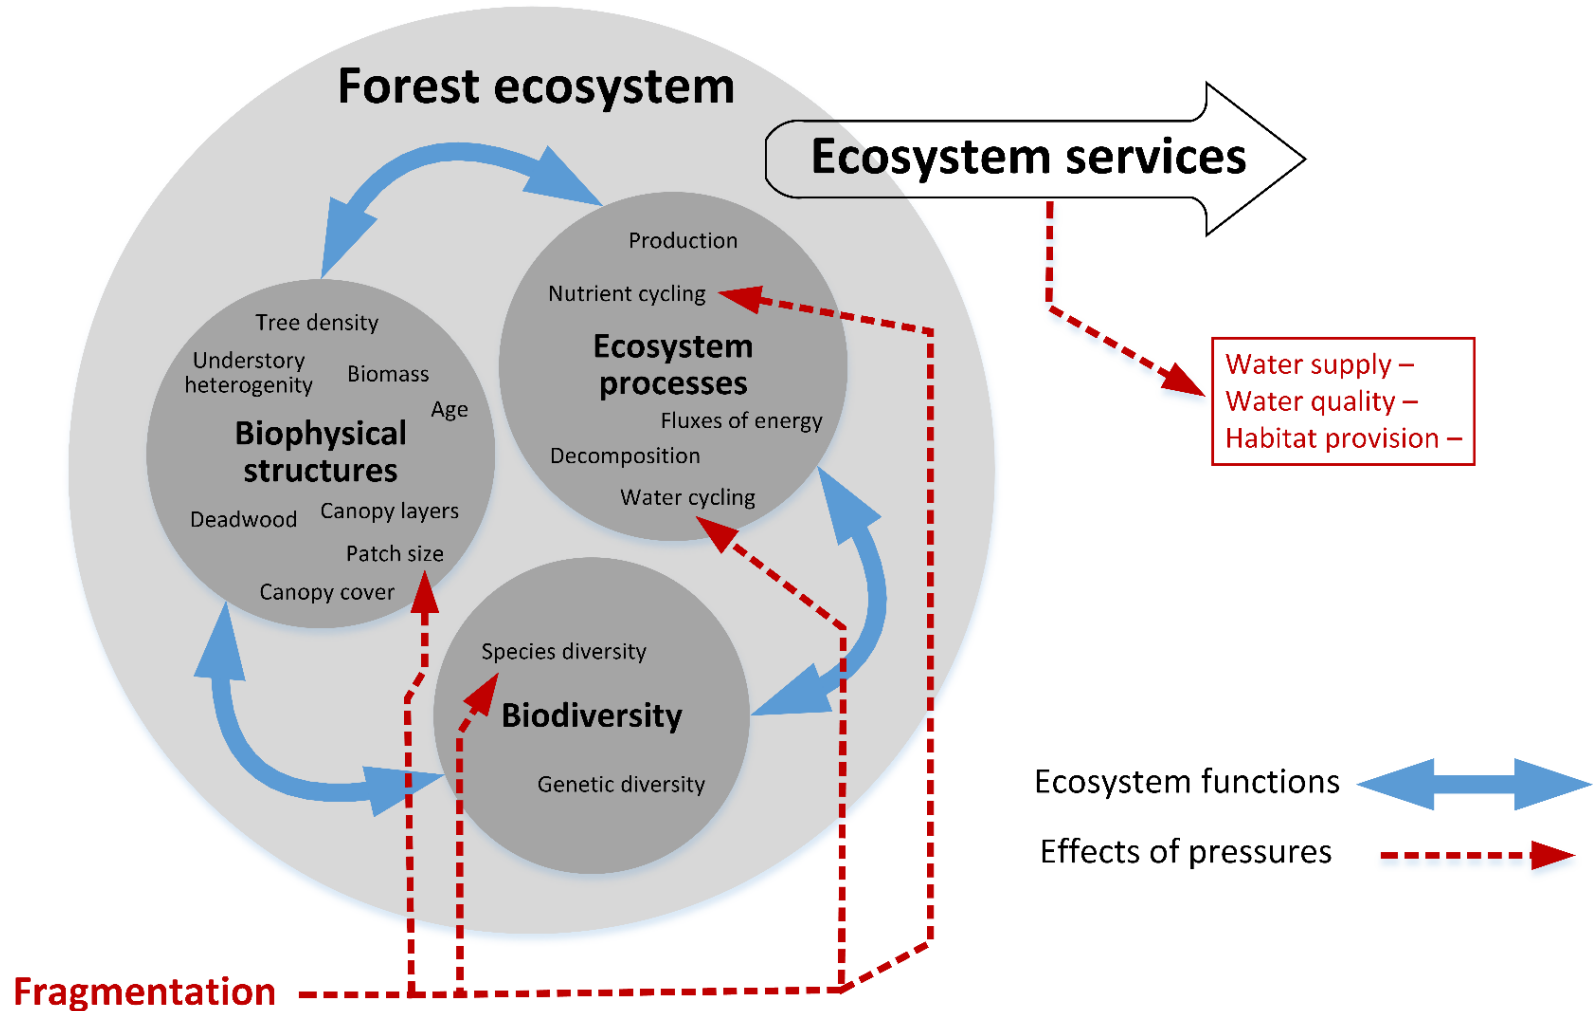 Forest ecosystem
Ecosystem services
Production
Nutrient cycling
Ecosystem
processes
Fluxes of energy
Decomposition
Water cycling
Tree density
Understory
heterogenity
Biomass
Age
Biophysical
structures
Deadwood
Canopy layers
Patch size
Canopy cover
Species diversity
Biodiversity
Genetic diversity
Water supply –
Water quality –
Habitat provision –
Ecosystem functions
Effects of pressures
Fragmentation